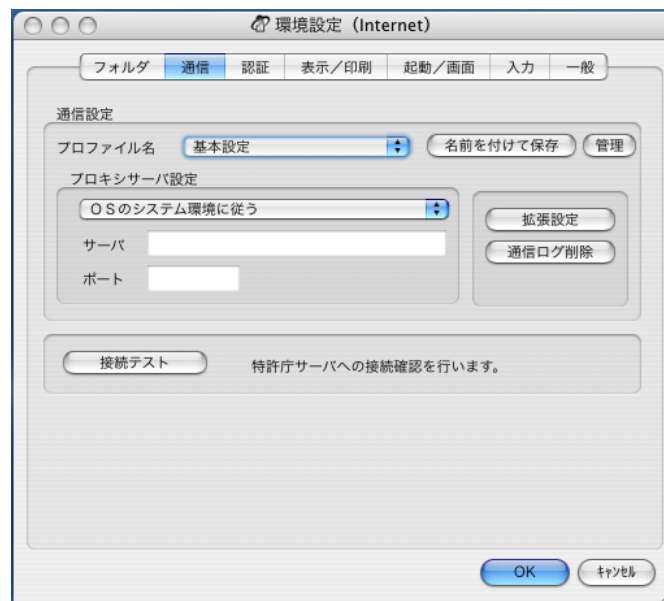 環境設定（Internet）
フォルダ 通信 認証 表示／印刷 起動／画面 入力 一般
通信設定
プロファイル名 基本設定 名前を付けて保存 管理
プロキシサーバ設定
ＯＳのシステム環境に従う
拡張設定
サーバ
通信ログ削除
ポート
接続テスト 特許庁サーバへの接続確認を行います。
OK ｷｬﾝｾﾙ